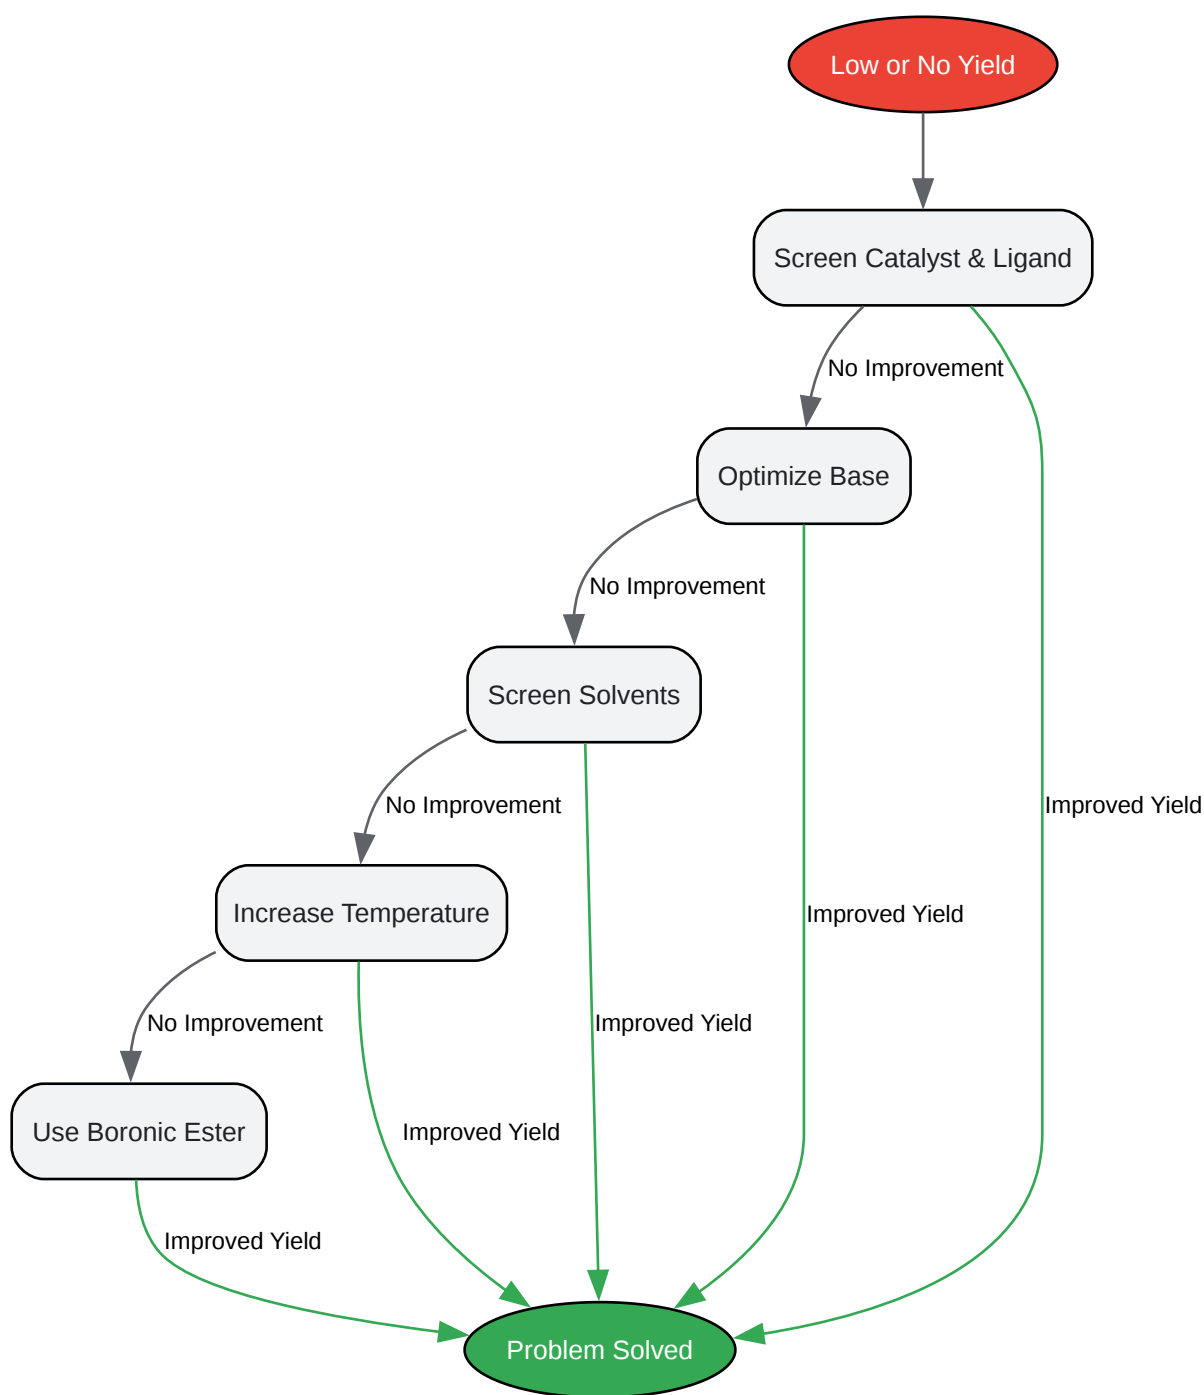 Low or No Yield
Screen Catalyst & Ligand
No Improvement
Optimize Base
No Improvement
Screen Solvents
No Improvement
Improved Yield
Increase Temperature
Improved Yield
No Improvement
Improved Yield
Use Boronic Ester
Improved Yield
Improved Yield
Problem Solved